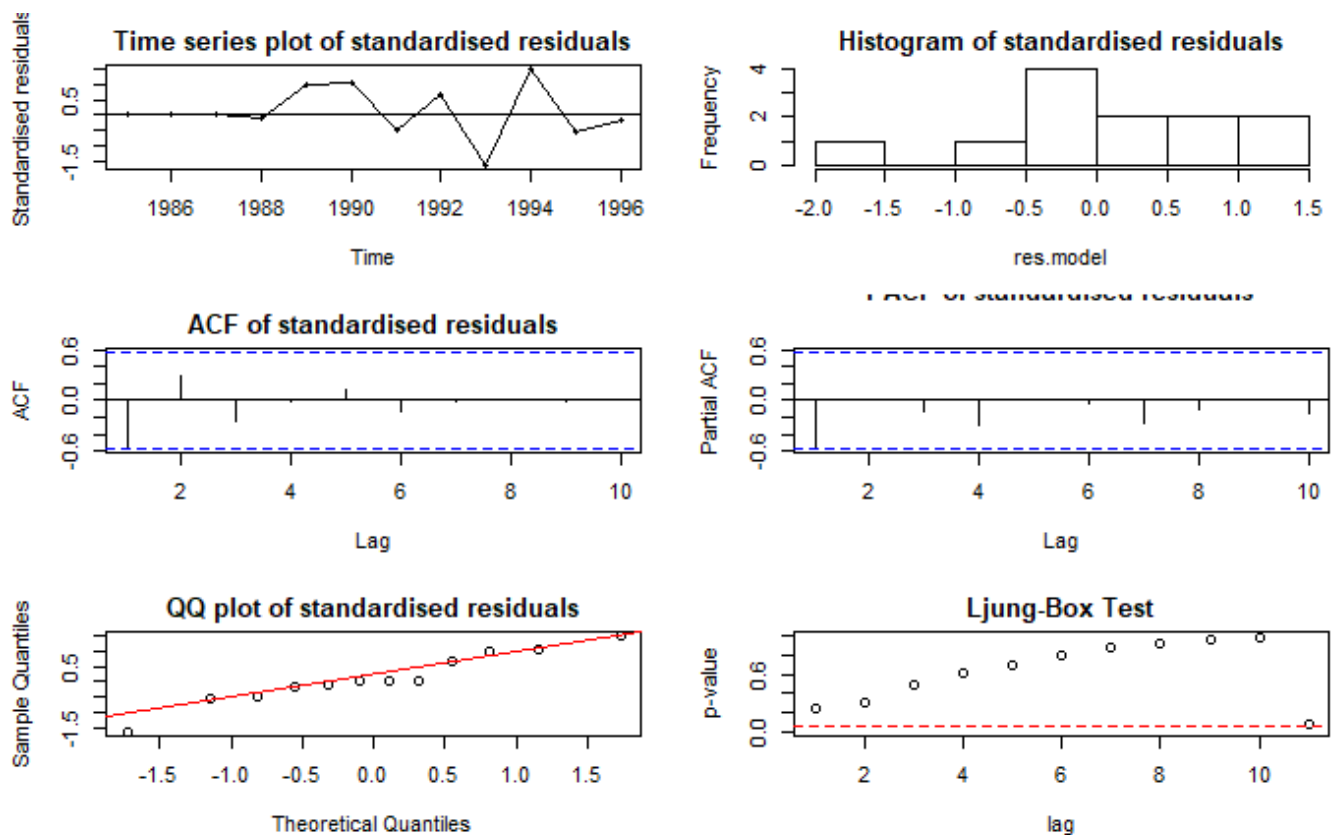 Time series plot of standardised residuals
Standardised residuals
0.5
-1.5
1986 1988 1990 1992 1994 1996
Time
Histogram of standardised residuals
Frequency
4
2
0
-2.0 -1.5 -1.0 -0.5 0.0 0.5 1.0 1.5
res.model
ACF of standardised residuals
ACF
0.6
0.0
-0.6
2 4 6 8 10
Lag
PACF of standardised residuals
Partial ACF
0.6
0.0
-0.6
2 4 6 8 10
Lag
QQ plot of standardised residuals
Sample Quantiles
0.5
-1.5
-1.5 -1.0 -0.5 0.0 0.5 1.0 1.5
Theoretical Quantiles
Ljung-Box Test
p-value
0.6
0.0
2 4 6 8 10
lag